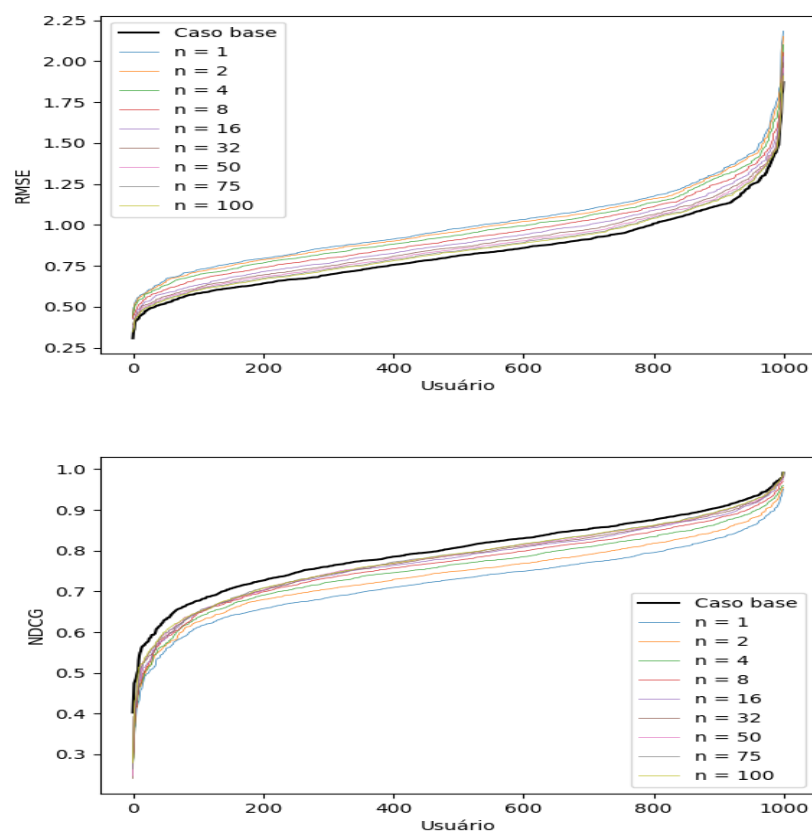 2.25
2.00
1.75
1.50
1.25
1.00
0.75
0.50
0.25
RMSE
Caso base
n = 1
n = 2
n = 4
n = 8
n = 16
n = 32
n = 50
n = 75
n = 100
0 200 400 600 800 1000
Usuário
1.0
0.9
0.8
0.7
0.6
0.5
0.4
0.3
NDCG
Caso base
n = 1
n = 2
n = 4
n = 8
n = 16
n = 32
n = 50
n = 75
n = 100
0 200 400 600 800 1000
Usuário